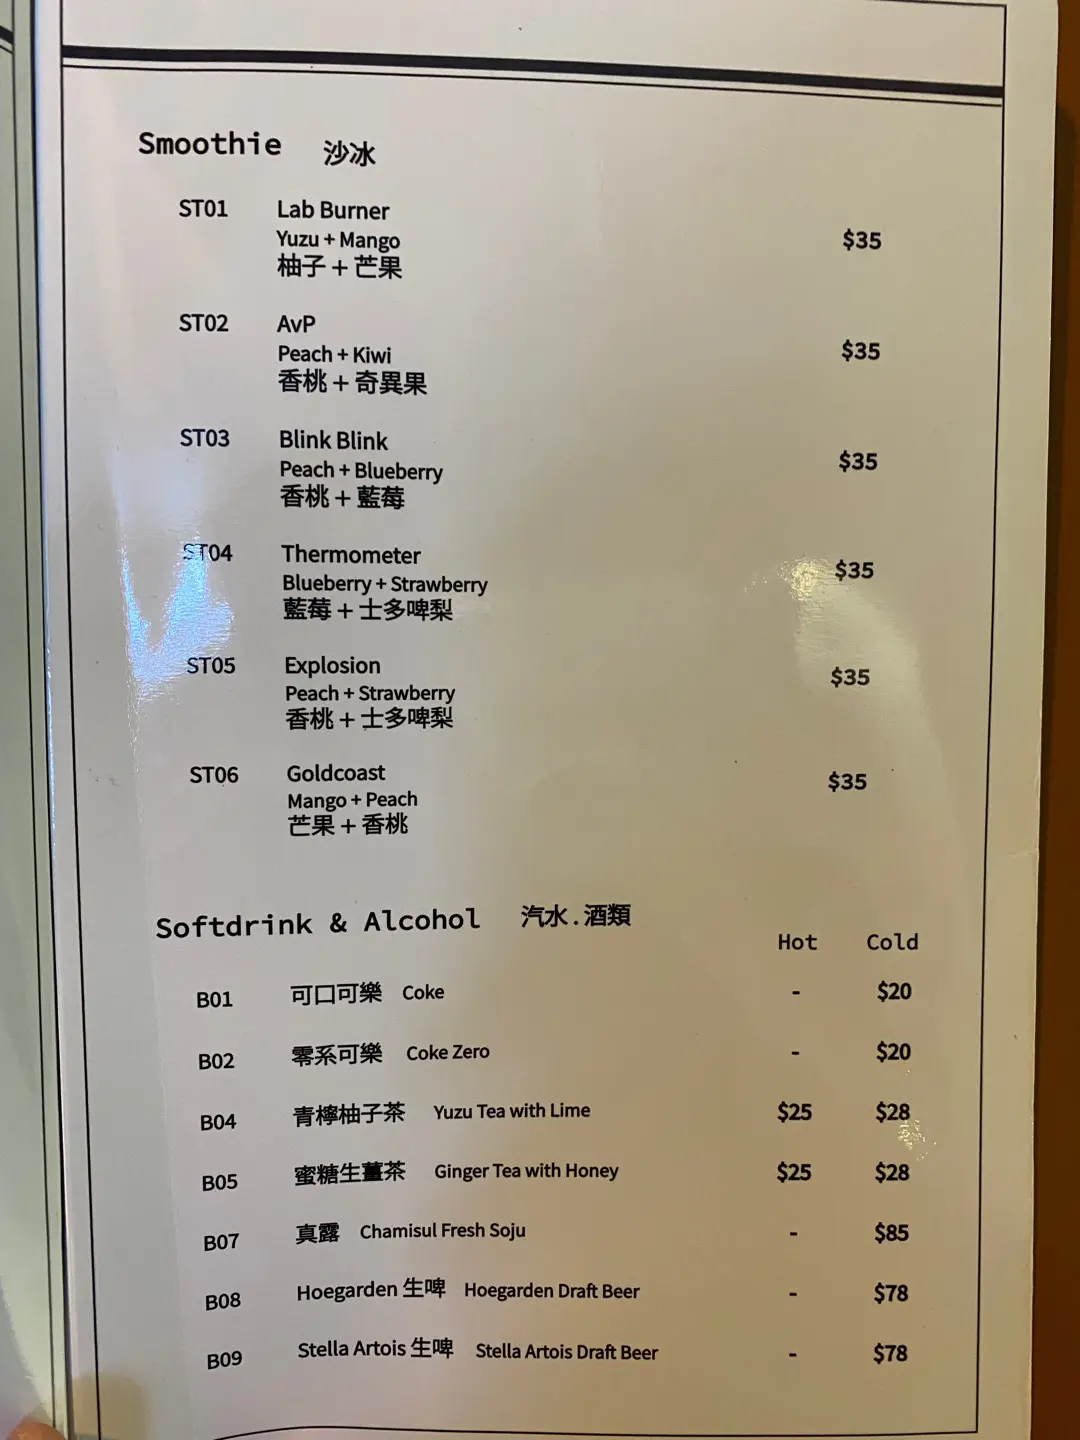 Smoothie 沙冰
ST01 Lab Burner
Yuzu + Mango $35
柚子 + 芒果
ST02 AvP
Peach + Kiwi $35
香桃 + 奇異果
ST03 Blink Blink
Peach + Blueberry $35
香桃 + 藍莓
ST04 Thermometer
Blueberry + Strawberry $35
藍莓 + 士多啤梨
ST05 Explosion
Peach + Strawberry $35
香桃 + 士多啤梨
ST06 Goldcoast
Mango + Peach $35
芒果 + 香桃
Softdrink & Alcohol 汽水.酒類
Hot Cold
B01 可口可樂 Coke - $20
B02 零系可樂 Coke Zero - $20
B04 青檸柚子茶 Yuzu Tea with Lime $25 $28
B05 蜜糖生薑茶 Ginger Tea with Honey $25 $28
B07 真露 Chamisul Fresh Soju - $85
B08 Hoegarden 生啤 Hoegarden Draft Beer - $78
B09 Stella Artois 生啤 Stella Artois Draft Beer - $78